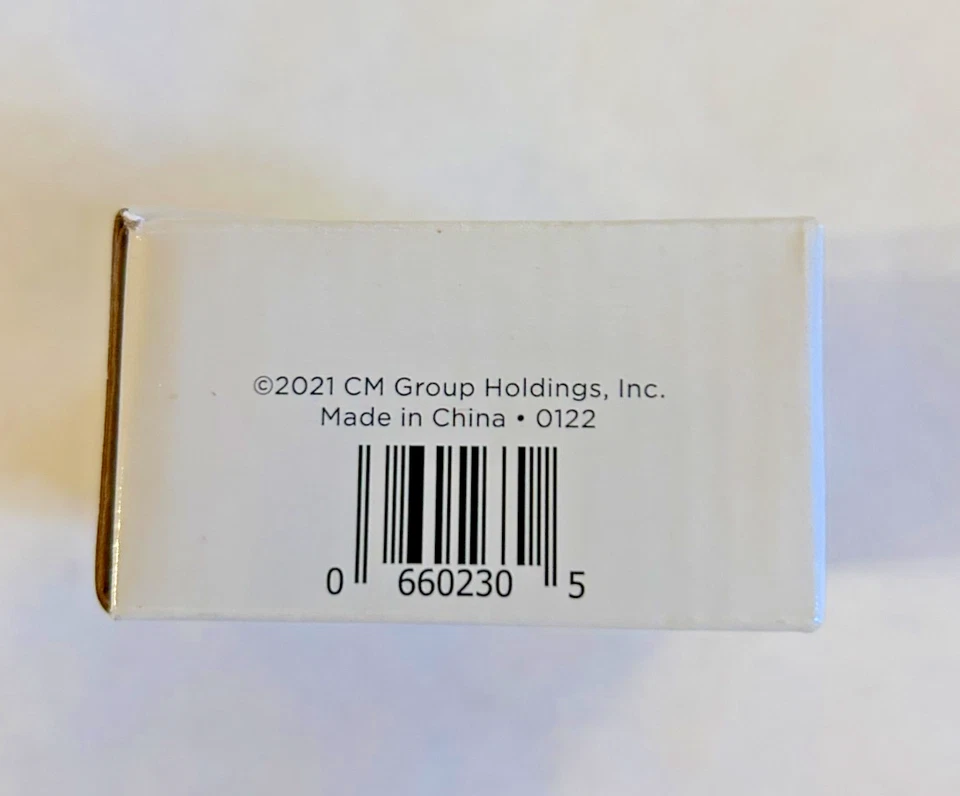 ©2021 CM Group Holdings, Inc.
Made in China • 0122
0 660230 5